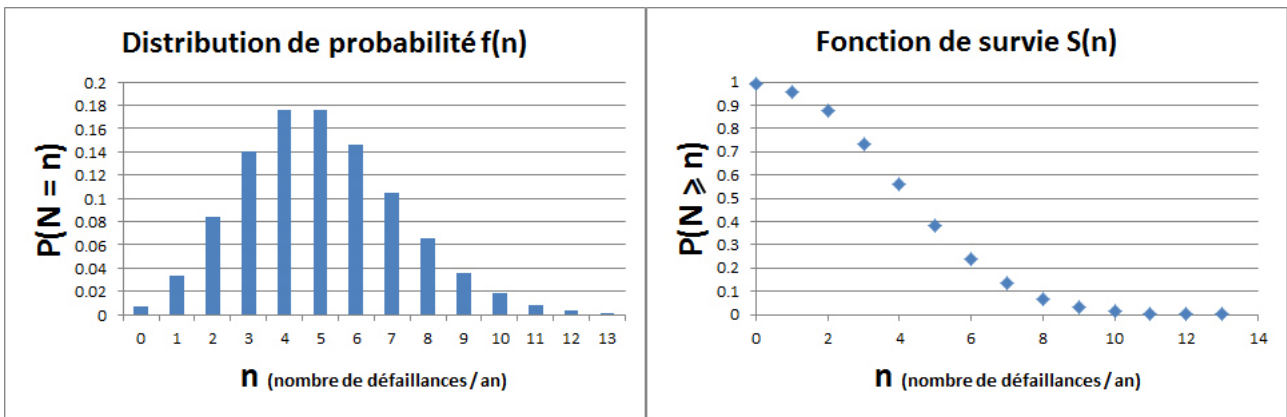 Distribution de probabilité f(n)
P(N = n)
0.2
0.18
0.16
0.14
0.12
0.1
0.08
0.06
0.04
0.02
0
0 1 2 3 4 5 6 7 8 9 10 11 12 13
n (nombre de défaillances / an)
Fonction de survie S(n)
P(N ⩾ n)
1
0.9
0.8
0.7
0.6
0.5
0.4
0.3
0.2
0.1
0
0 2 4 6 8 10 12 14
n (nombre de défaillances / an)